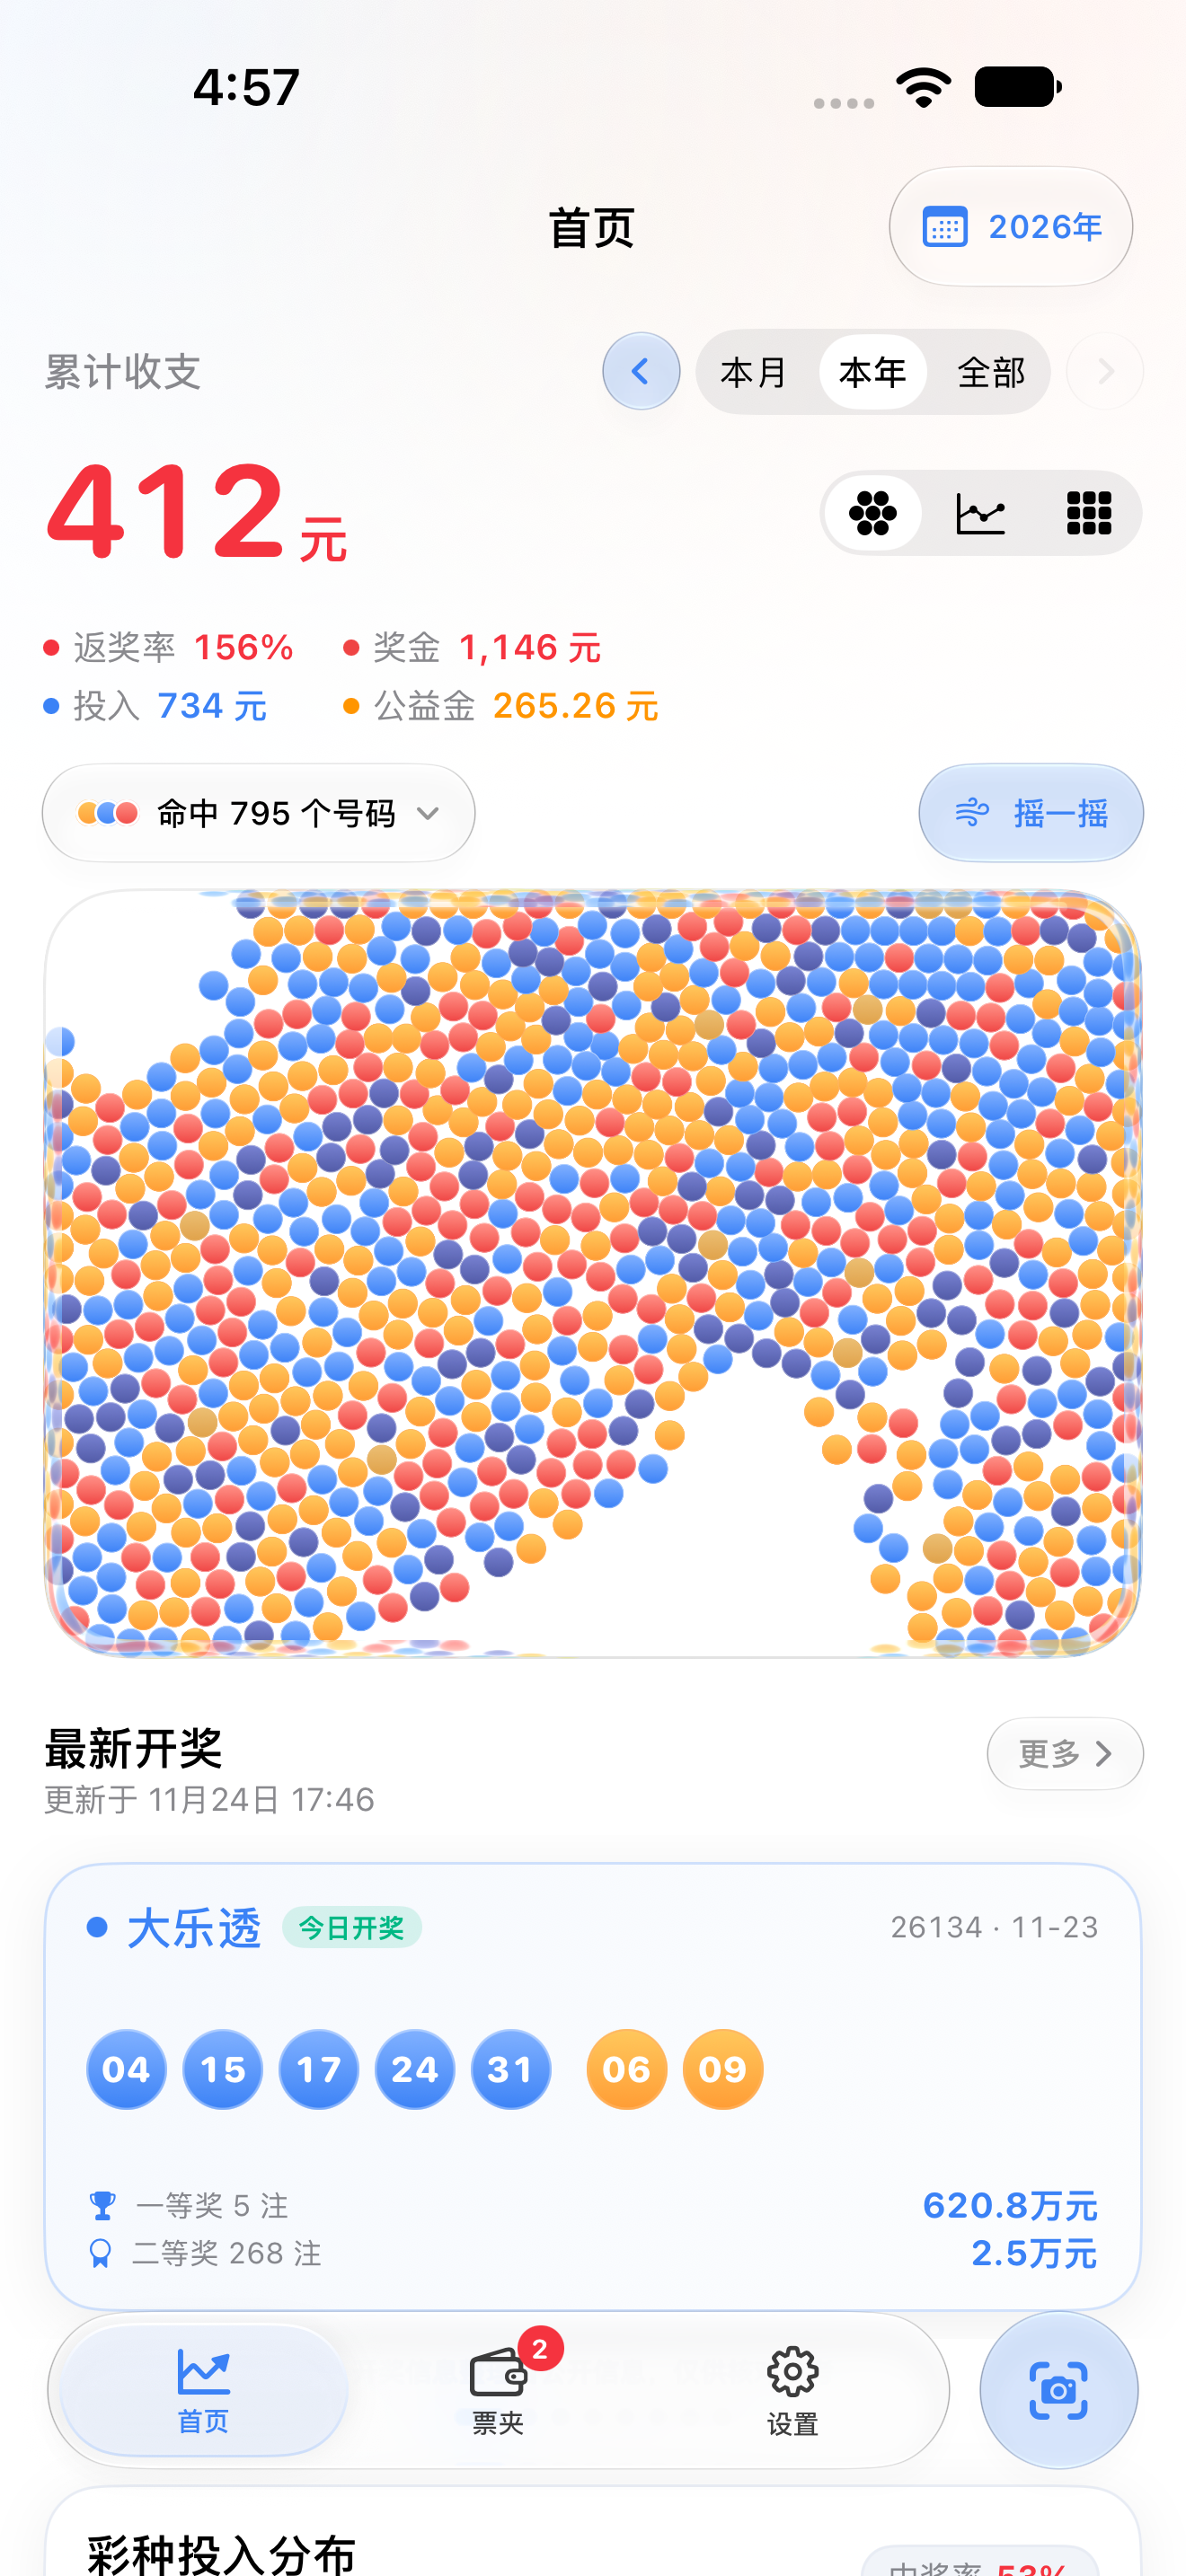 4:57
首页
2026年
累计收支
本月 本年 全部
412 元
返奖率 156% 奖金 1,146 元
投入 734 元 公益金 265.26 元
命中 795 个号码
摇一摇
最新开奖
更多
更新于 11月24日 17:46
大乐透 今日开奖 26134 · 11-23
04 15 17 24 31 06 09
一等奖 5 注 620.8万元
二等奖 268 注 2.5万元
2
首页 票夹 设置
彩种投入分布
中奖率 53%